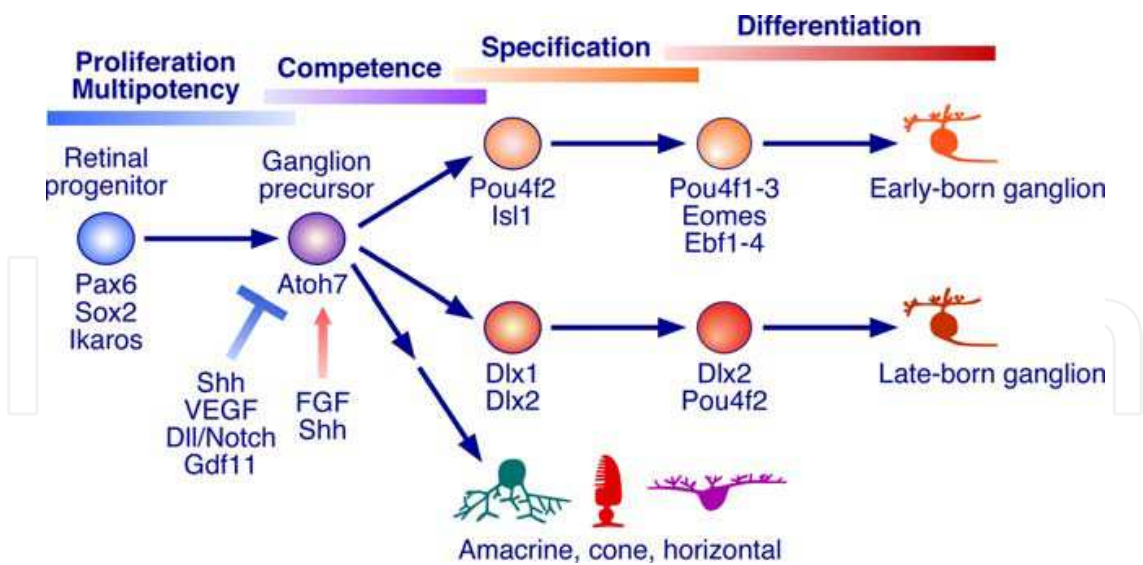 Proliferation
Multipotency
Competence
Specification
Differentiation
Retinal
progenitor
Pax6
Sox2
Ikaros
Ganglion
precursor
Atoh7
Shh
VEGF
Dll/Notch
Gdf11
FGF
Shh
Pou4f2
Isl1
Pou4f1-3
Eomes
Ebf1-4
Early-born ganglion
Dlx1
Dlx2
Dlx2
Pou4f2
Late-born ganglion
Amacrine, cone, horizontal